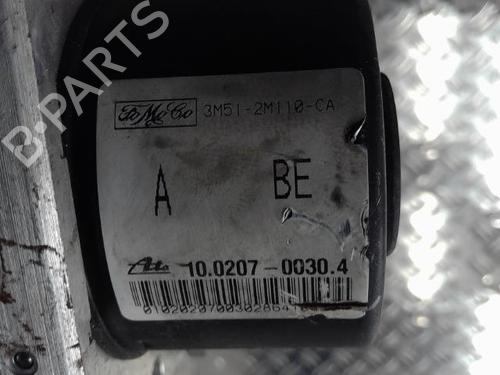 B-PARTS
FoMoCo 3M51-2M110-CA
A BE
Ate 10.0207-0030.4